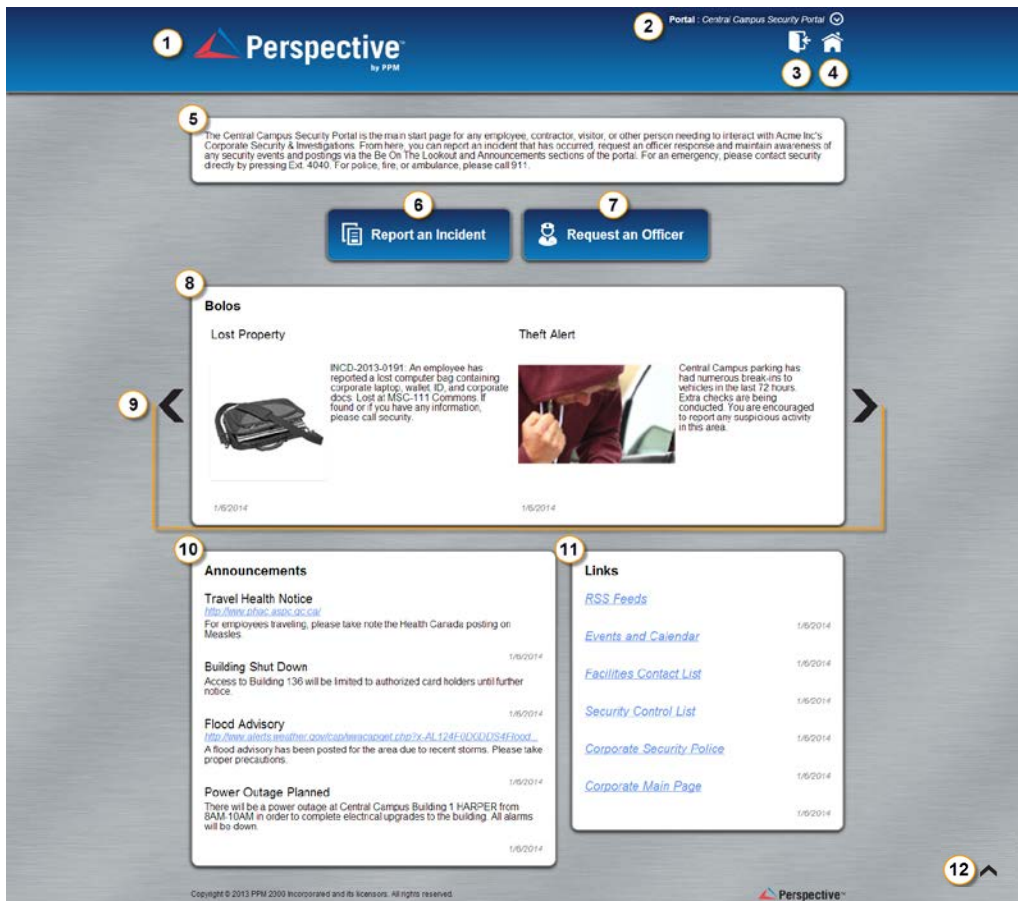 1
Perspective™
by PPM
2
Portal : Central Campus Security Portal
3
4
5
The Central Campus Security Portal is the main start page for any employee, contractor, visitor, or other person needing to interact with Acme Inc's
Corporate Security & Investigations. From here, you can report an incident that has occurred, request an officer response and maintain awareness of
any security events and postings via the Be On The Lookout and Announcements sections of the portal. For an emergency, please contact security
directly by pressing Ext. 4040. For police, fire, or ambulance, please call 911.
6
7
Report an Incident
Request an Officer
8
Bolos
Lost Property
INCD-2013-0191: An employee has
reported a lost computer bag containing
corporate laptop, wallet, ID, and corporate
docs. Lost at MSC-111 Commons. If
found or if you have any information,
please call security.
1/6/2014
Theft Alert
Central Campus parking has
had numerous break-ins to
vehicles in the last 72 hours.
Extra checks are being
conducted. You are encouraged
to report any suspicious activity
in this area.
1/6/2014
9
10
Announcements
Travel Health Notice
http://www.phac.aspc.gc.ca/
For employees traveling, please take note the Health Canada posting on
Measles.
1/6/2014
Building Shut Down
Access to Building 136 will be limited to authorized card holders until further
notice.
1/6/2014
Flood Advisory
A flood advisory has been posted for the area due to recent storms. Please take
proper precautions.
1/6/2014
Power Outage Planned
There will be a power outage at Central Campus Building 1 HARPER from
8AM-10AM in order to complete electrical upgrades to the building. All alarms
will be down.
1/6/2014
11
Links
RSS Feeds
1/6/2014
Events and Calendar
1/6/2014
Facilities Contact List
1/6/2014
Security Control List
1/6/2014
Corporate Security Police
1/6/2014
Corporate Main Page
1/6/2014
12
Copyright © 2013 PPM 2000 Incorporated and its licensors. All rights reserved.
Perspective™